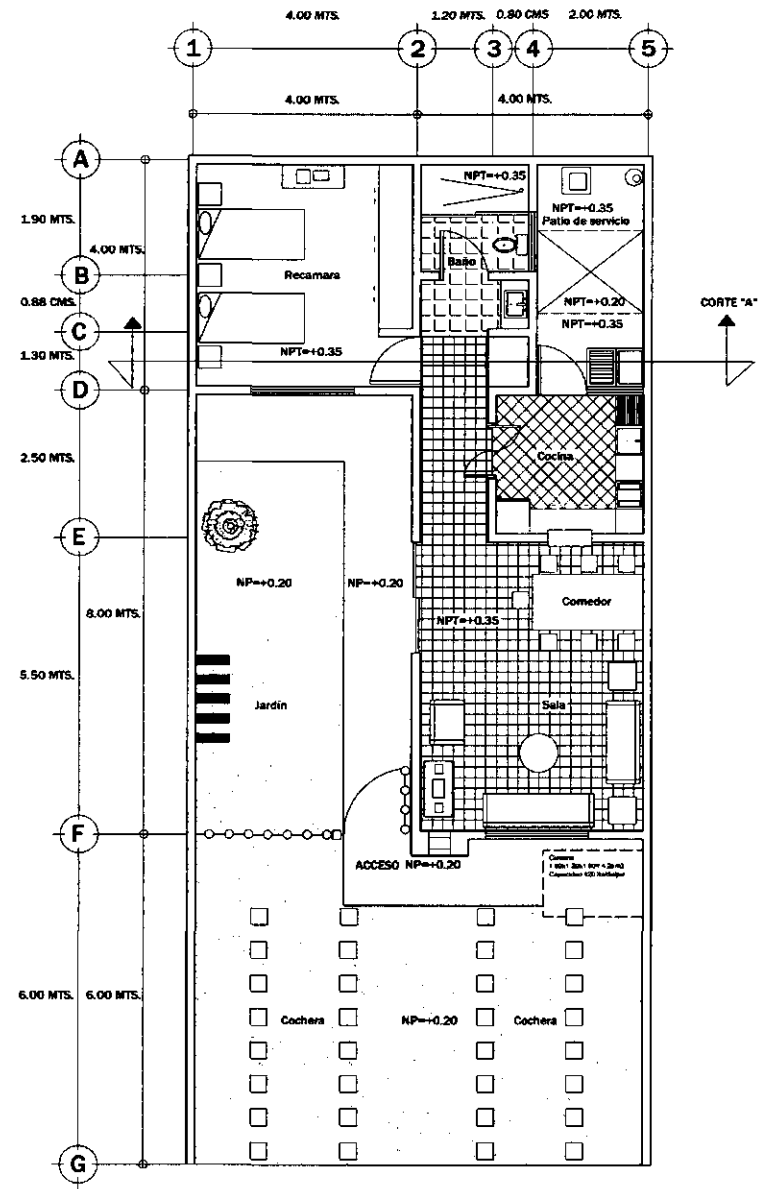 4.00 MTS. 1.20 MTS. 0.80 CMS 2.00 MTS.
1 2 3 4 5
4.00 MTS. 4.00 MTS.
A
NPT=+0.35
NPT=+0.35
Patio de servicio
1.90 MTS.
4.00 MTS.
B
Recamara
Baño
0.88 CMS.
NPT=+0.20
CORTE "A"
C
NPT=+0.35
NPT=+0.35
1.30 MTS.
D
2.50 MTS.
Cocina
E
NP=+0.20
NP=+0.20
Comedor
8.00 MTS.
NPT=+0.35
5.50 MTS.
Jardín
Sala
F
ACCESO NP=+0.20
Cisterna
6.00 MTS.
6.00 MTS.
Cochera
NP=+0.20
Cochera
G